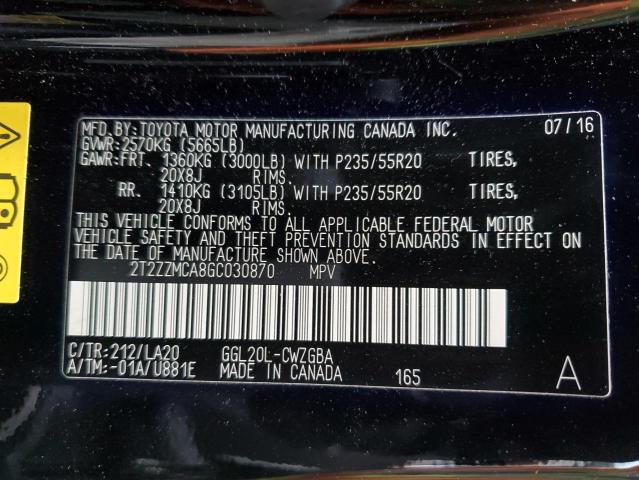 MFD. BY: TOYOTA MOTOR MANUFACTURING CANADA INC. 07/16
GVWR: 2570KG (5665LB)
GAWR: FRT. 1360KG (3000LB) WITH P235/55R20 TIRES,
20X8J RIMS.
RR. 1410KG (3105LB) WITH P235/55R20 TIRES,
20X8J RIMS.
THIS VEHICLE CONFORMS TO ALL APPLICABLE FEDERAL MOTOR
VEHICLE SAFETY AND THEFT PREVENTION STANDARDS IN EFFECT ON
THE DATE OF MANUFACTURE SHOWN ABOVE.
2T2ZZMCA8GC030870 MPV
C/TR: 212/LA20 GGL20L-CWZGBA
A/TM: -01A/U881E MADE IN CANADA 165 A